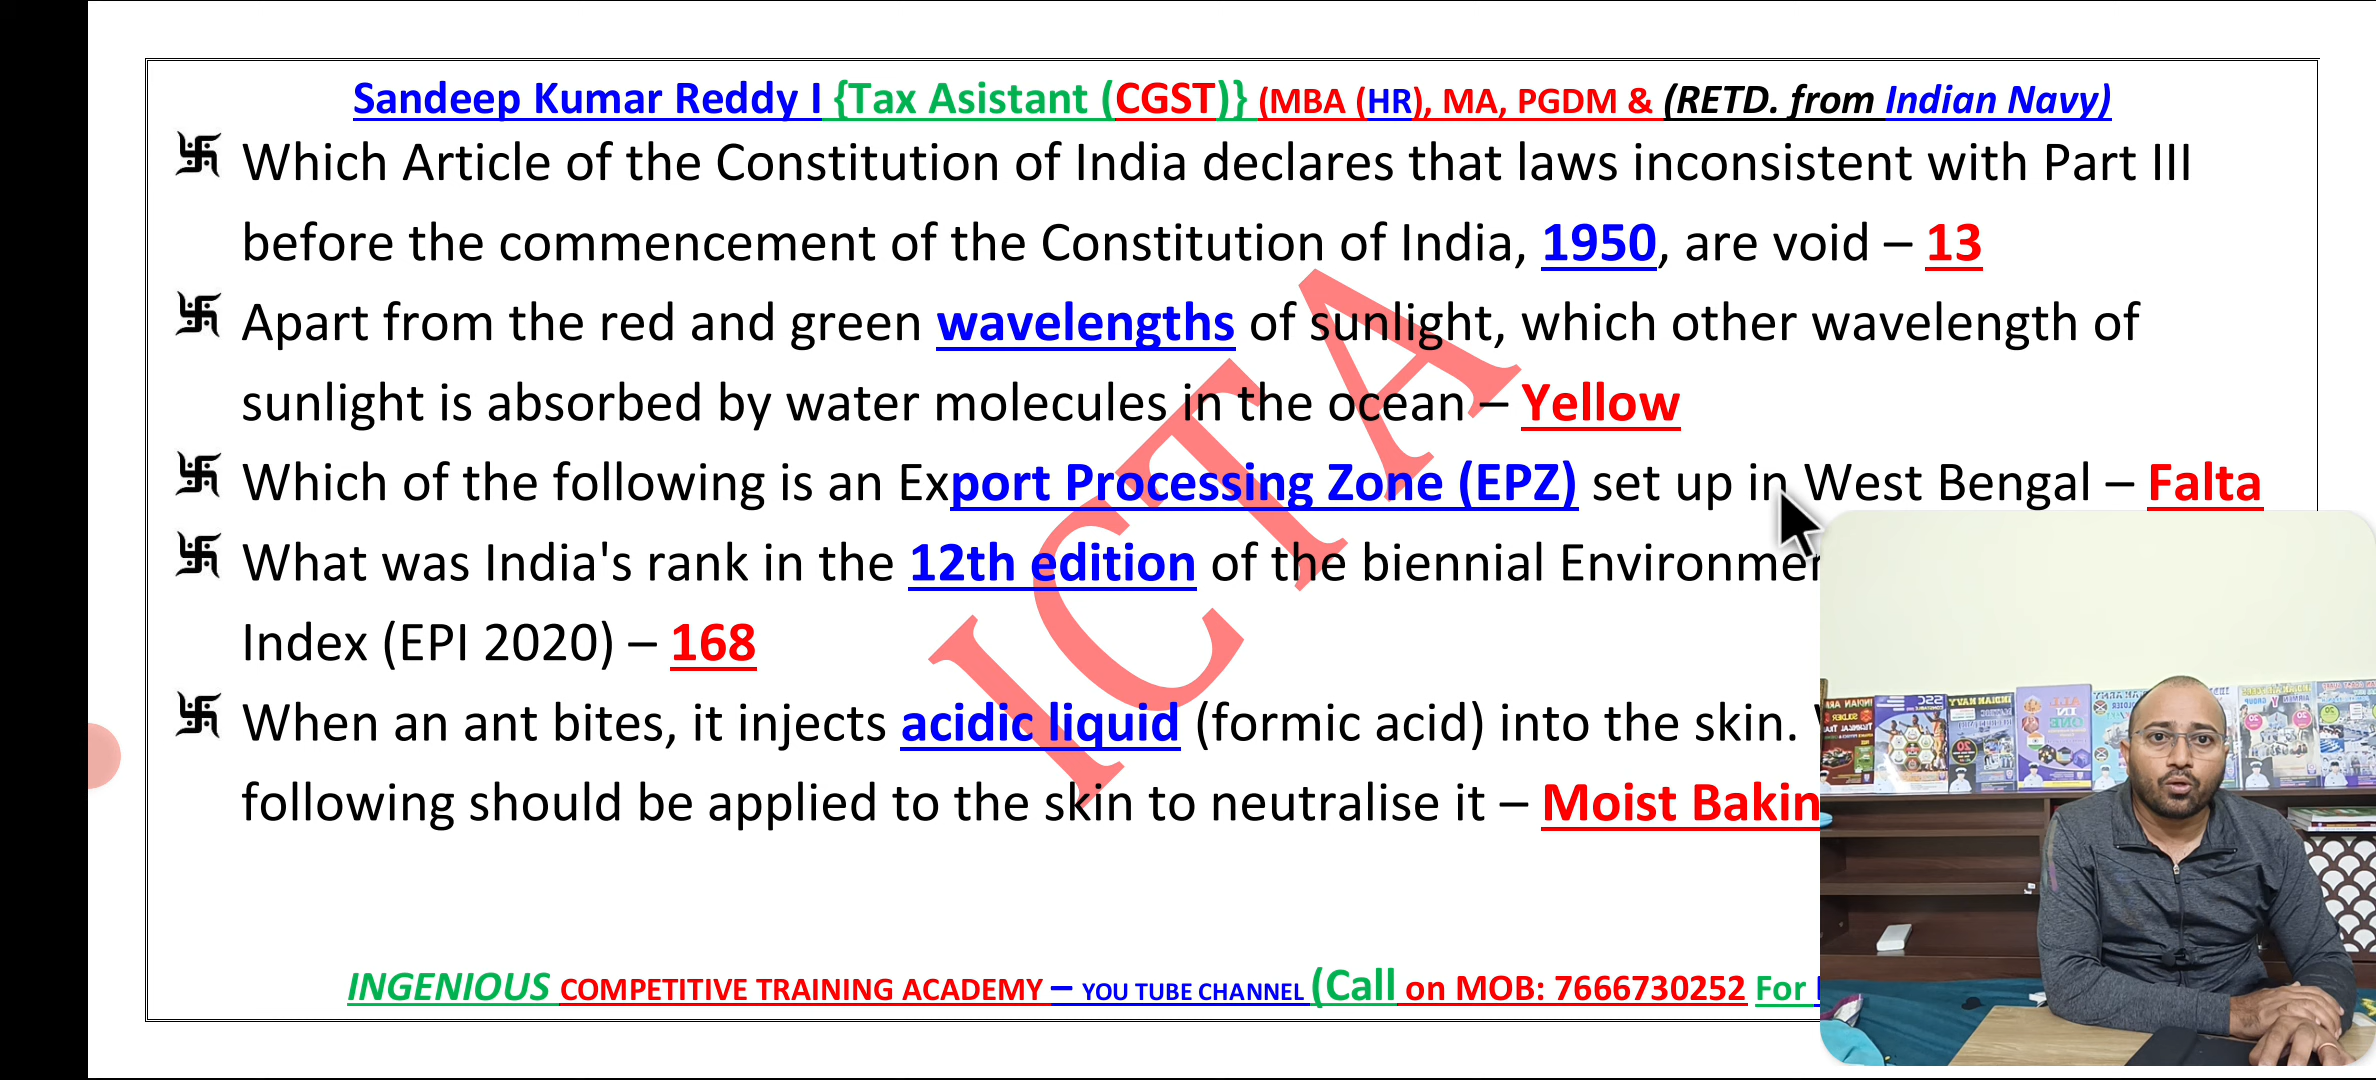 Sandeep Kumar Reddy I {Tax Asistant (CGST)} (MBA (HR), MA, PGDM & (RETD. from Indian Navy)
卐 Which Article of the Constitution of India declares that laws inconsistent with Part III
before the commencement of the Constitution of India, 1950, are void – 13
卐 Apart from the red and green wavelengths of sunlight, which other wavelength of
sunlight is absorbed by water molecules in the ocean – Yellow
卐 Which of the following is an Export Processing Zone (EPZ) set up in West Bengal – Falta
卐 What was India's rank in the 12th edition of the biennial
Index (EPI 2020) – 168
卐 When an ant bites, it injects acidic liquid (formic acid) into the skin.
following should be applied to the skin to neutralise it – Moist
ICTA
INGENIOUS COMPETITIVE TRAINING ACADEMY – YOU TUBE CHANNEL (Call on MOB: 7666730252 For